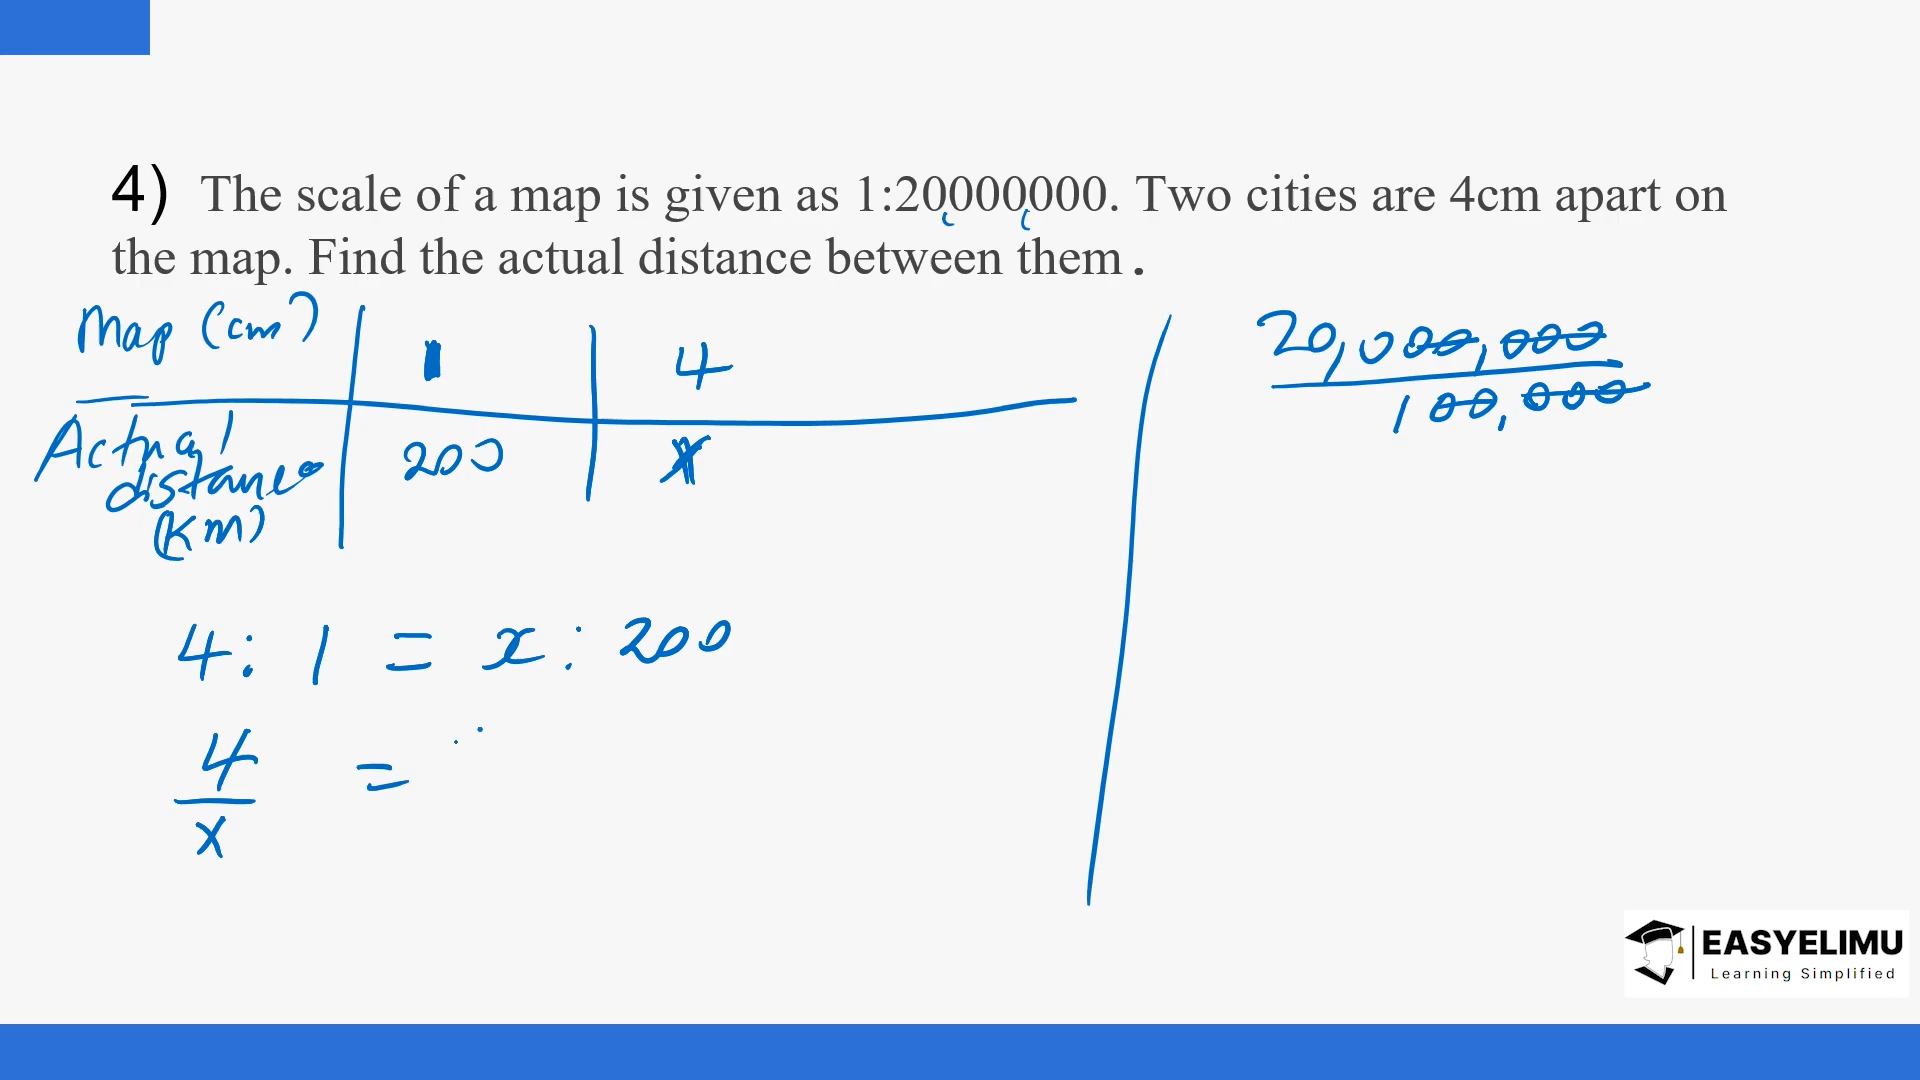 4) The scale of a map is given as 1:20000000. Two cities are 4cm apart on
the map. Find the actual distance between them.
Map (cm)
1
4
Actual
distance
(Km)
200
x
4 : 1 = x : 200
4
=
x
20,000,000
100,000
EASYELIMU
Learning Simplified